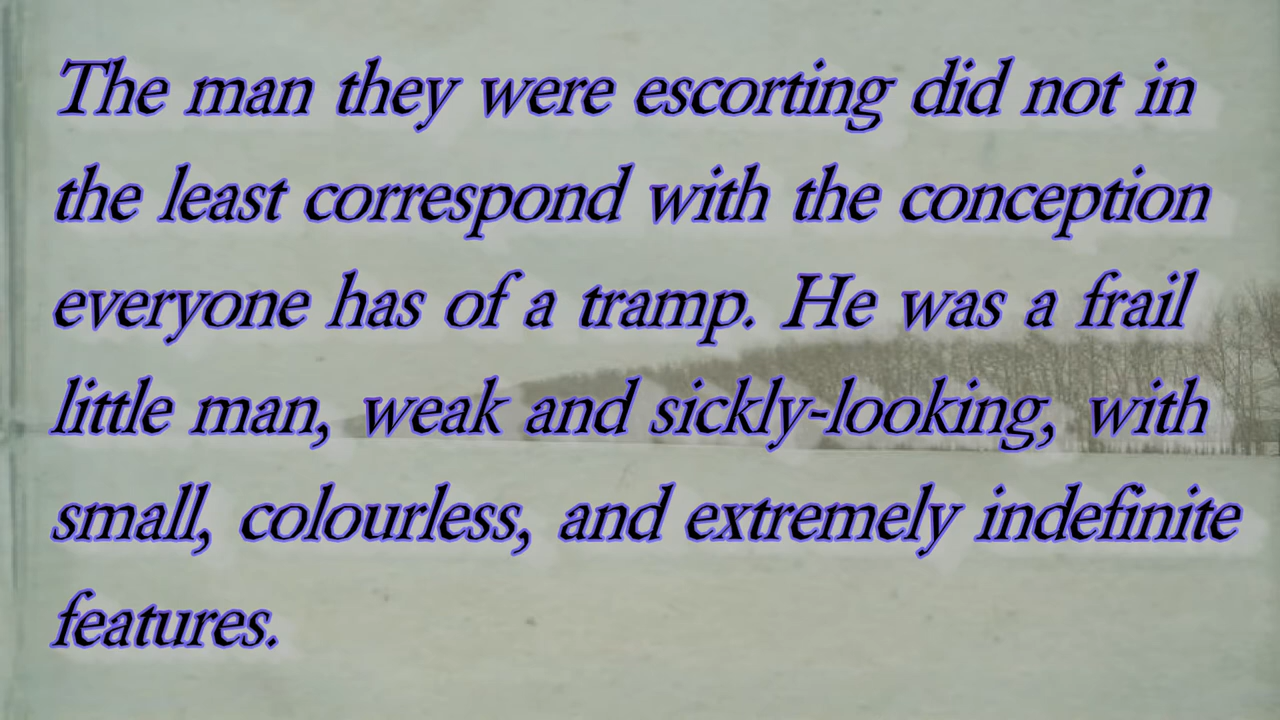 The man they were escorting did not in
the least correspond with the conception
everyone has of a tramp. He was a frail
little man, weak and sickly-looking, with
small, colourless, and extremely indefinite
features.